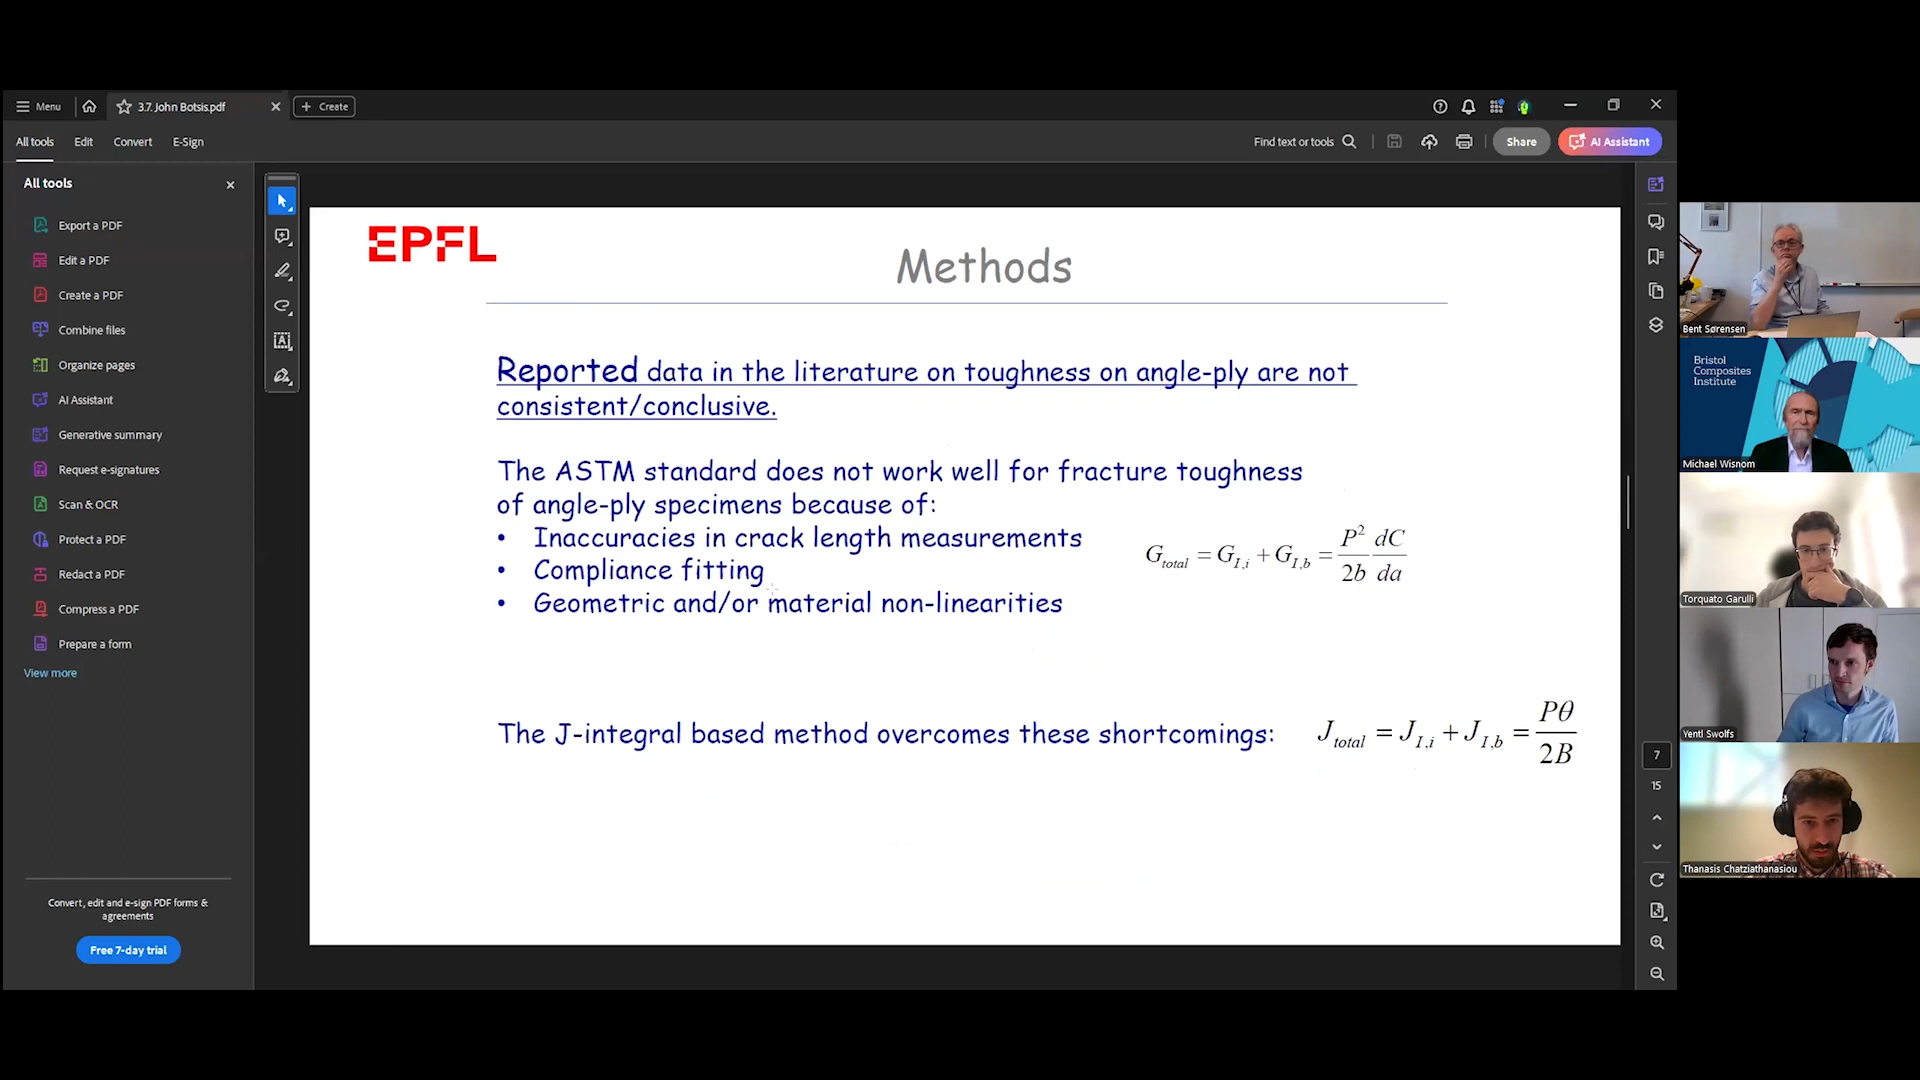 Menu
3.7. John Botsis.pdf
Create
All tools
Edit
Convert
E-Sign
Find text or tools
Share
AI Assistant
All tools
Export a PDF
Edit a PDF
Create a PDF
Combine files
Organize pages
AI Assistant
Generative summary
Request e-signatures
Scan & OCR
Protect a PDF
Redact a PDF
Compress a PDF
Prepare a form
View more
Convert, edit and e-sign PDF forms &
agreements
Free 7-day trial
EPFL
Methods
Reported data in the literature on toughness on angle-ply are not
consistent/conclusive.
The ASTM standard does not work well for fracture toughness
of angle-ply specimens because of:
• Inaccuracies in crack length measurements
• Compliance fitting
• Geometric and/or material non-linearities
G_total = G_I,i + G_I,b = P²/2b dC/da
The J-integral based method overcomes these shortcomings:
J_total = J_I,i + J_I,b = Pθ/2B
7
15
Bent Sørensen
Bristol
Composites
Institute
Michael Wisnom
Torquato Garulli
Yentl Swolfs
Thanasis Chatziathanasiou